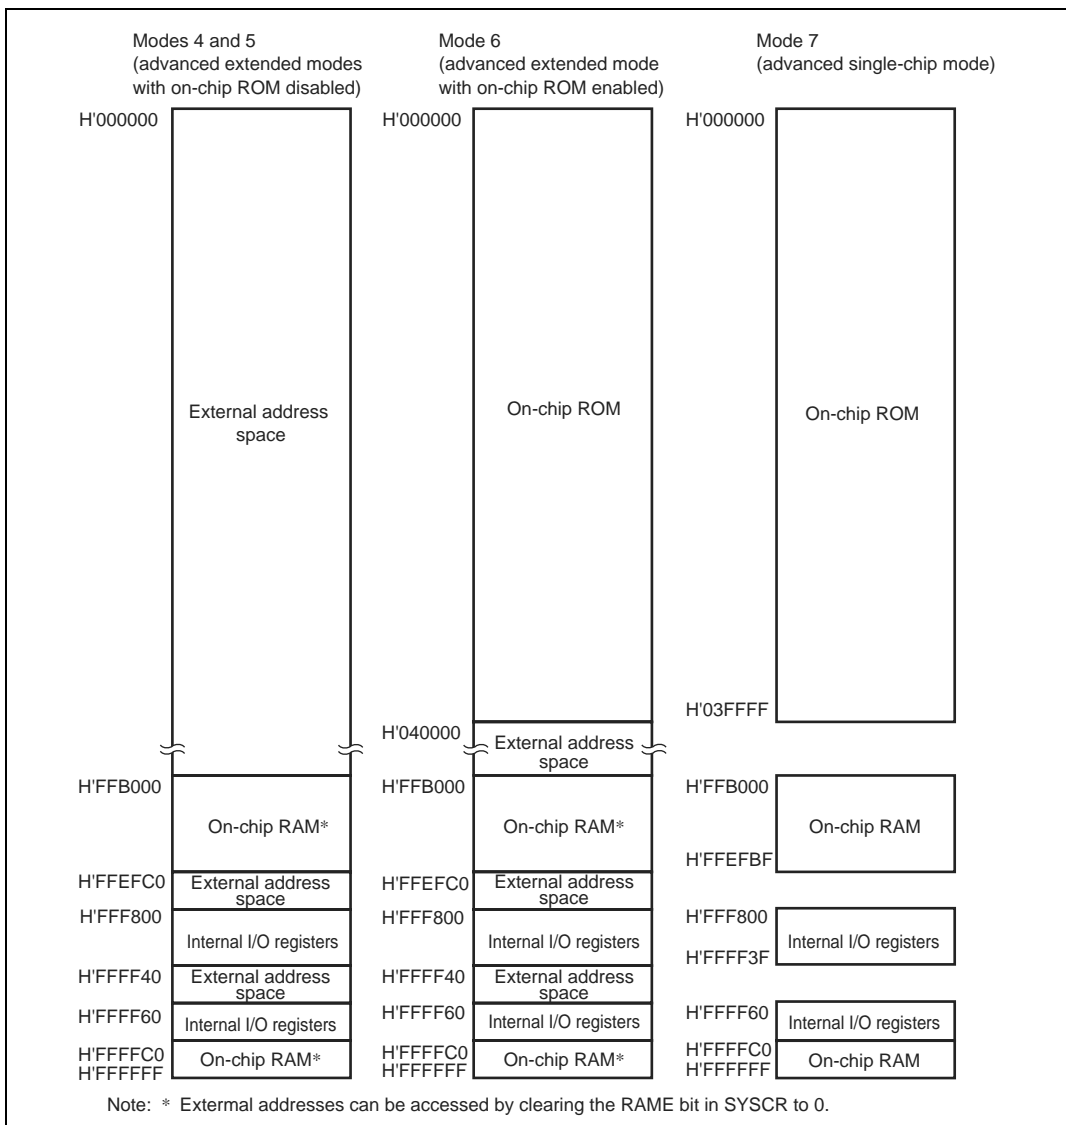 Modes 4 and 5
(advanced extended modes
with on-chip ROM disabled)
H'000000
External address
space
H'FFB000
On-chip RAM*
H'FFEFC0
External address
space
H'FFF800
Internal I/O registers
H'FFFF40
External address
space
H'FFFF60
Internal I/O registers
H'FFFFC0
On-chip RAM*
H'FFFFFF
Mode 6
(advanced extended mode
with on-chip ROM enabled)
H'000000
On-chip ROM
H'040000
External address
space
H'FFB000
On-chip RAM*
H'FFEFC0
External address
space
H'FFF800
Internal I/O registers
H'FFFF40
External address
space
H'FFFF60
Internal I/O registers
H'FFFFC0
On-chip RAM*
H'FFFFFF
Mode 7
(advanced single-chip mode)
H'000000
On-chip ROM
H'03FFFF
H'FFB000
On-chip RAM
H'FFEFBF
H'FFF800
Internal I/O registers
H'FFFF3F
H'FFFF60
Internal I/O registers
H'FFFFC0
On-chip RAM
H'FFFFFF
Note: * Extermal addresses can be accessed by clearing the RAME bit in SYSCR to 0.